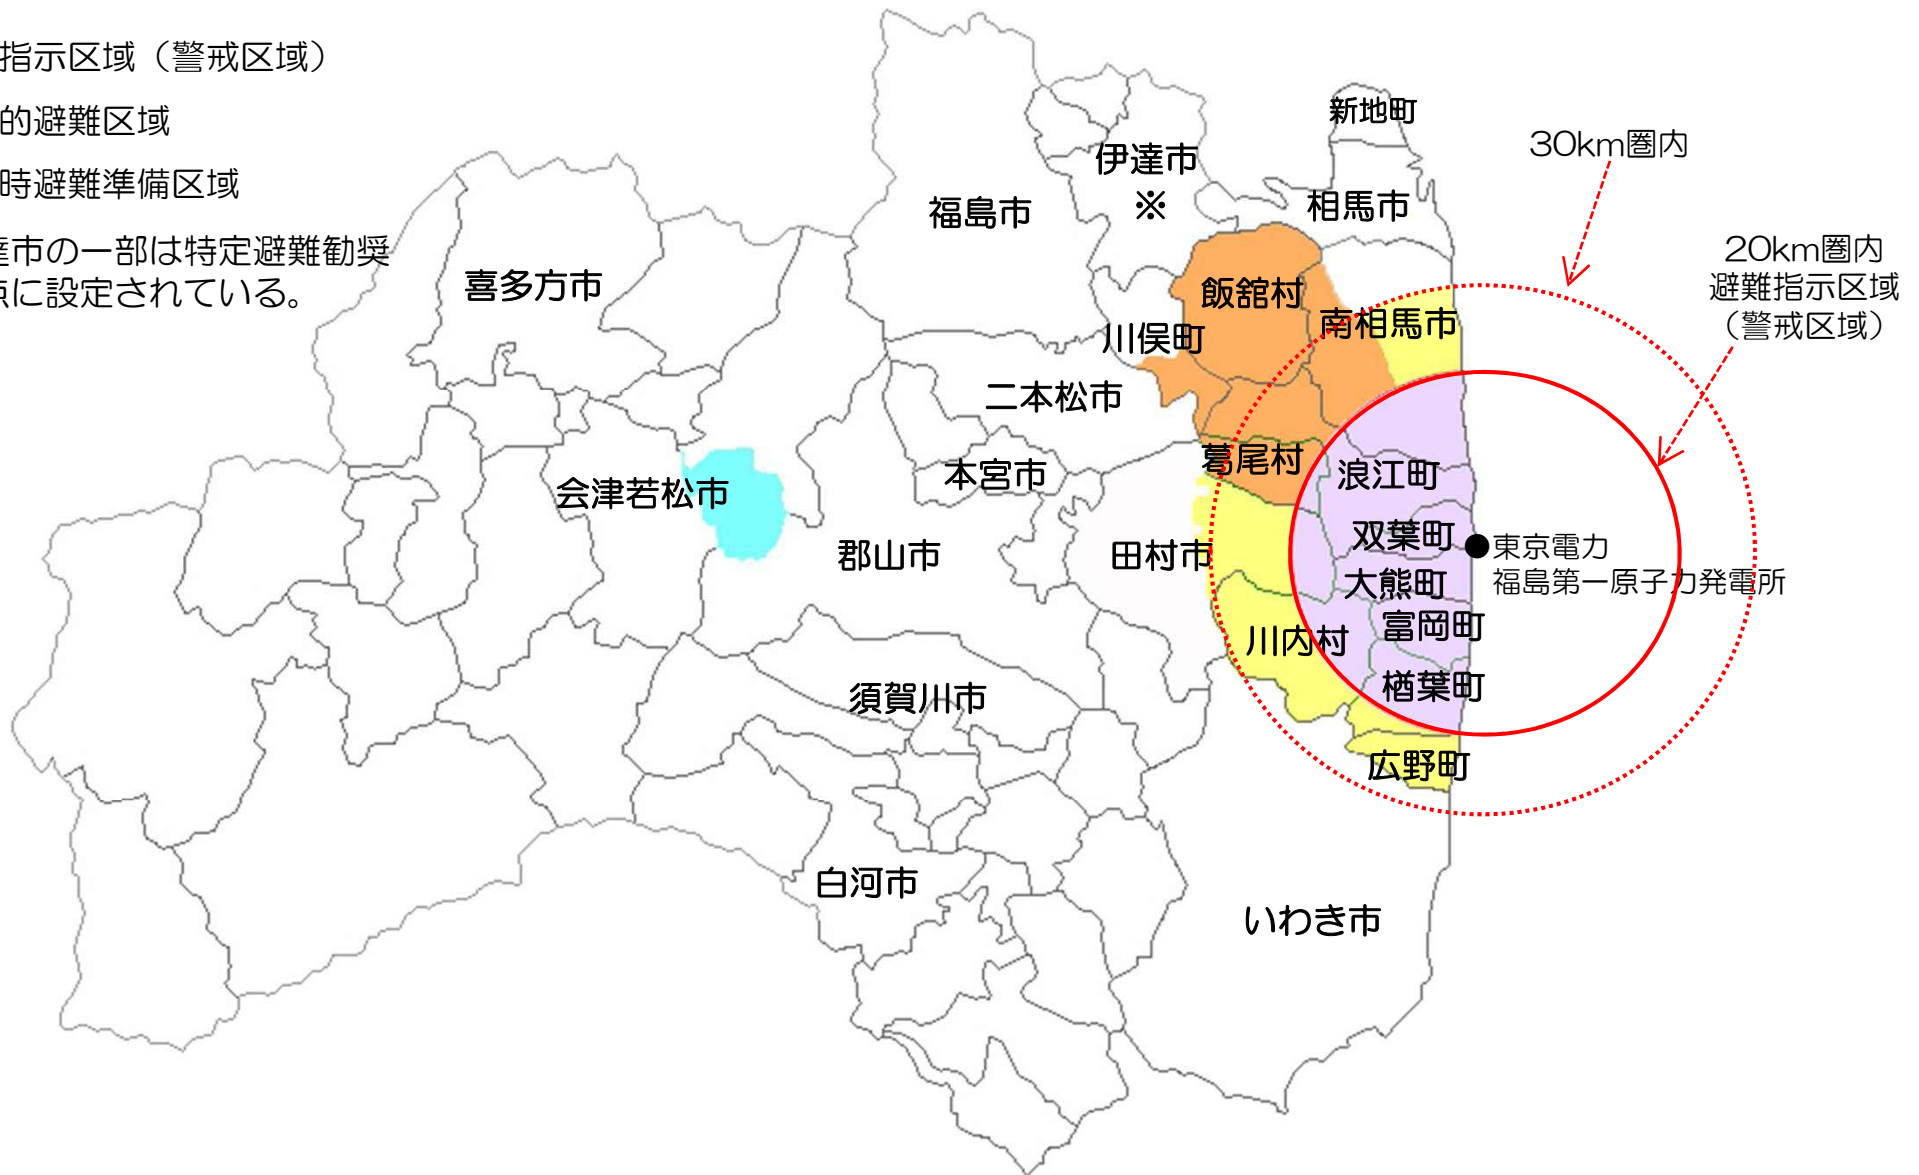 指示区域（警戒区域）
的避難区域
時避難準備区域
達市の一部は特定避難勧奨
点に設定されている。
新地町
30km圏内
伊達市
※
相馬市
福島市
20km圏内
避難指示区域
（警戒区域）
喜多方市
飯舘村
南相馬市
川俣町
二本松市
葛尾村
浪江町
本宮市
会津若松市
双葉町
東京電力
福島第一原子力発電所
郡山市
田村市
大熊町
富岡町
川内村
楢葉町
須賀川市
広野町
白河市
いわき市